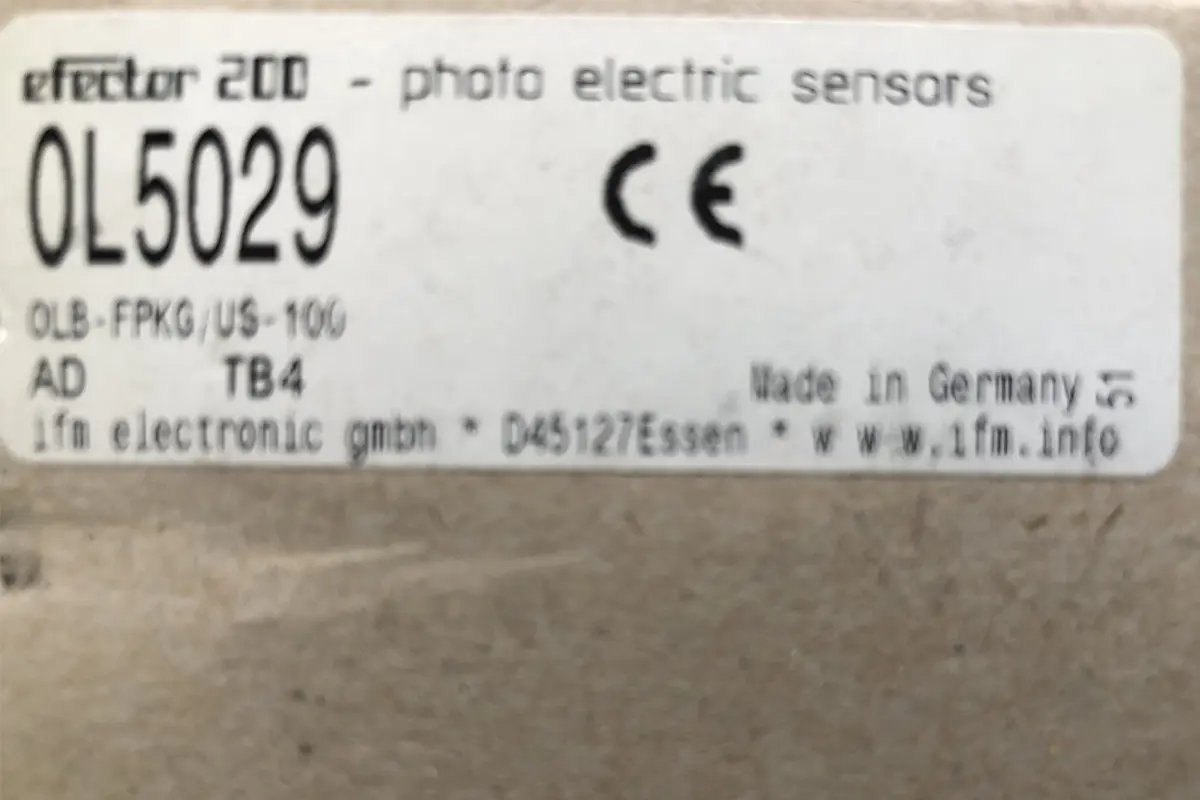 efector 200 - photo electric sensors
OL5029
CE
OLB-FPKG/US-100
AD TB4
Made in Germany 51
ifm electronic gmbh * D45127Essen * w w w.ifm.info